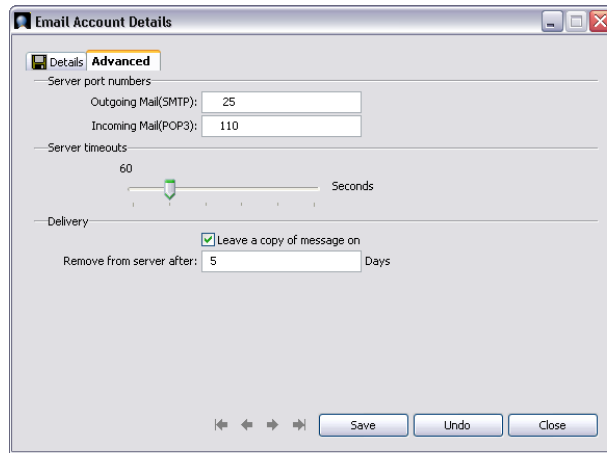 Email Account Details
Details Advanced
Server port numbers
Outgoing Mail(SMTP): 25
Incoming Mail(POP3): 110
Server timeouts
60
Seconds
Delivery
Leave a copy of message on
Remove from server after: 5 Days
Save Undo Close